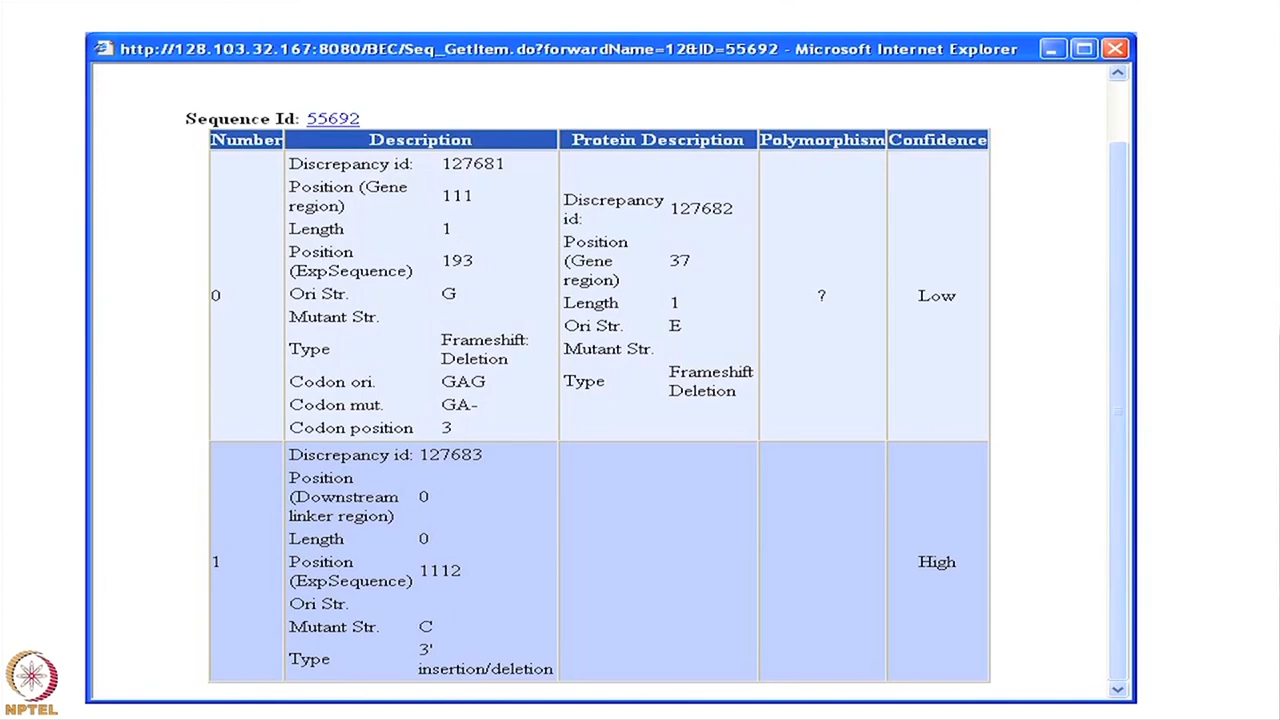 http://128.103.32.167:8080/BEC/Seq_GetItem.do?forwardName=12&ID=55692 - Microsoft Internet Explorer
Sequence Id: 55692
Number Description Protein Description Polymorphism Confidence
0
Discrepancy id: 127681
Position (Gene
region) 111
Length 1
Position
(ExpSequence) 193
Ori Str. G
Mutant Str.
Type Frameshift:
Deletion
Codon ori. GAG
Codon mut. GA-
Codon position 3
Discrepancy
id: 127682
Position
(Gene
region) 37
Length 1
Ori Str. E
Mutant Str.
Type Frameshift
Deletion
?
Low
1
Discrepancy id: 127683
Position
(Downstream
linker region) 0
Length 0
Position
(ExpSequence) 1112
Ori Str.
Mutant Str. C
Type 3'
insertion/deletion
High
NPTEL